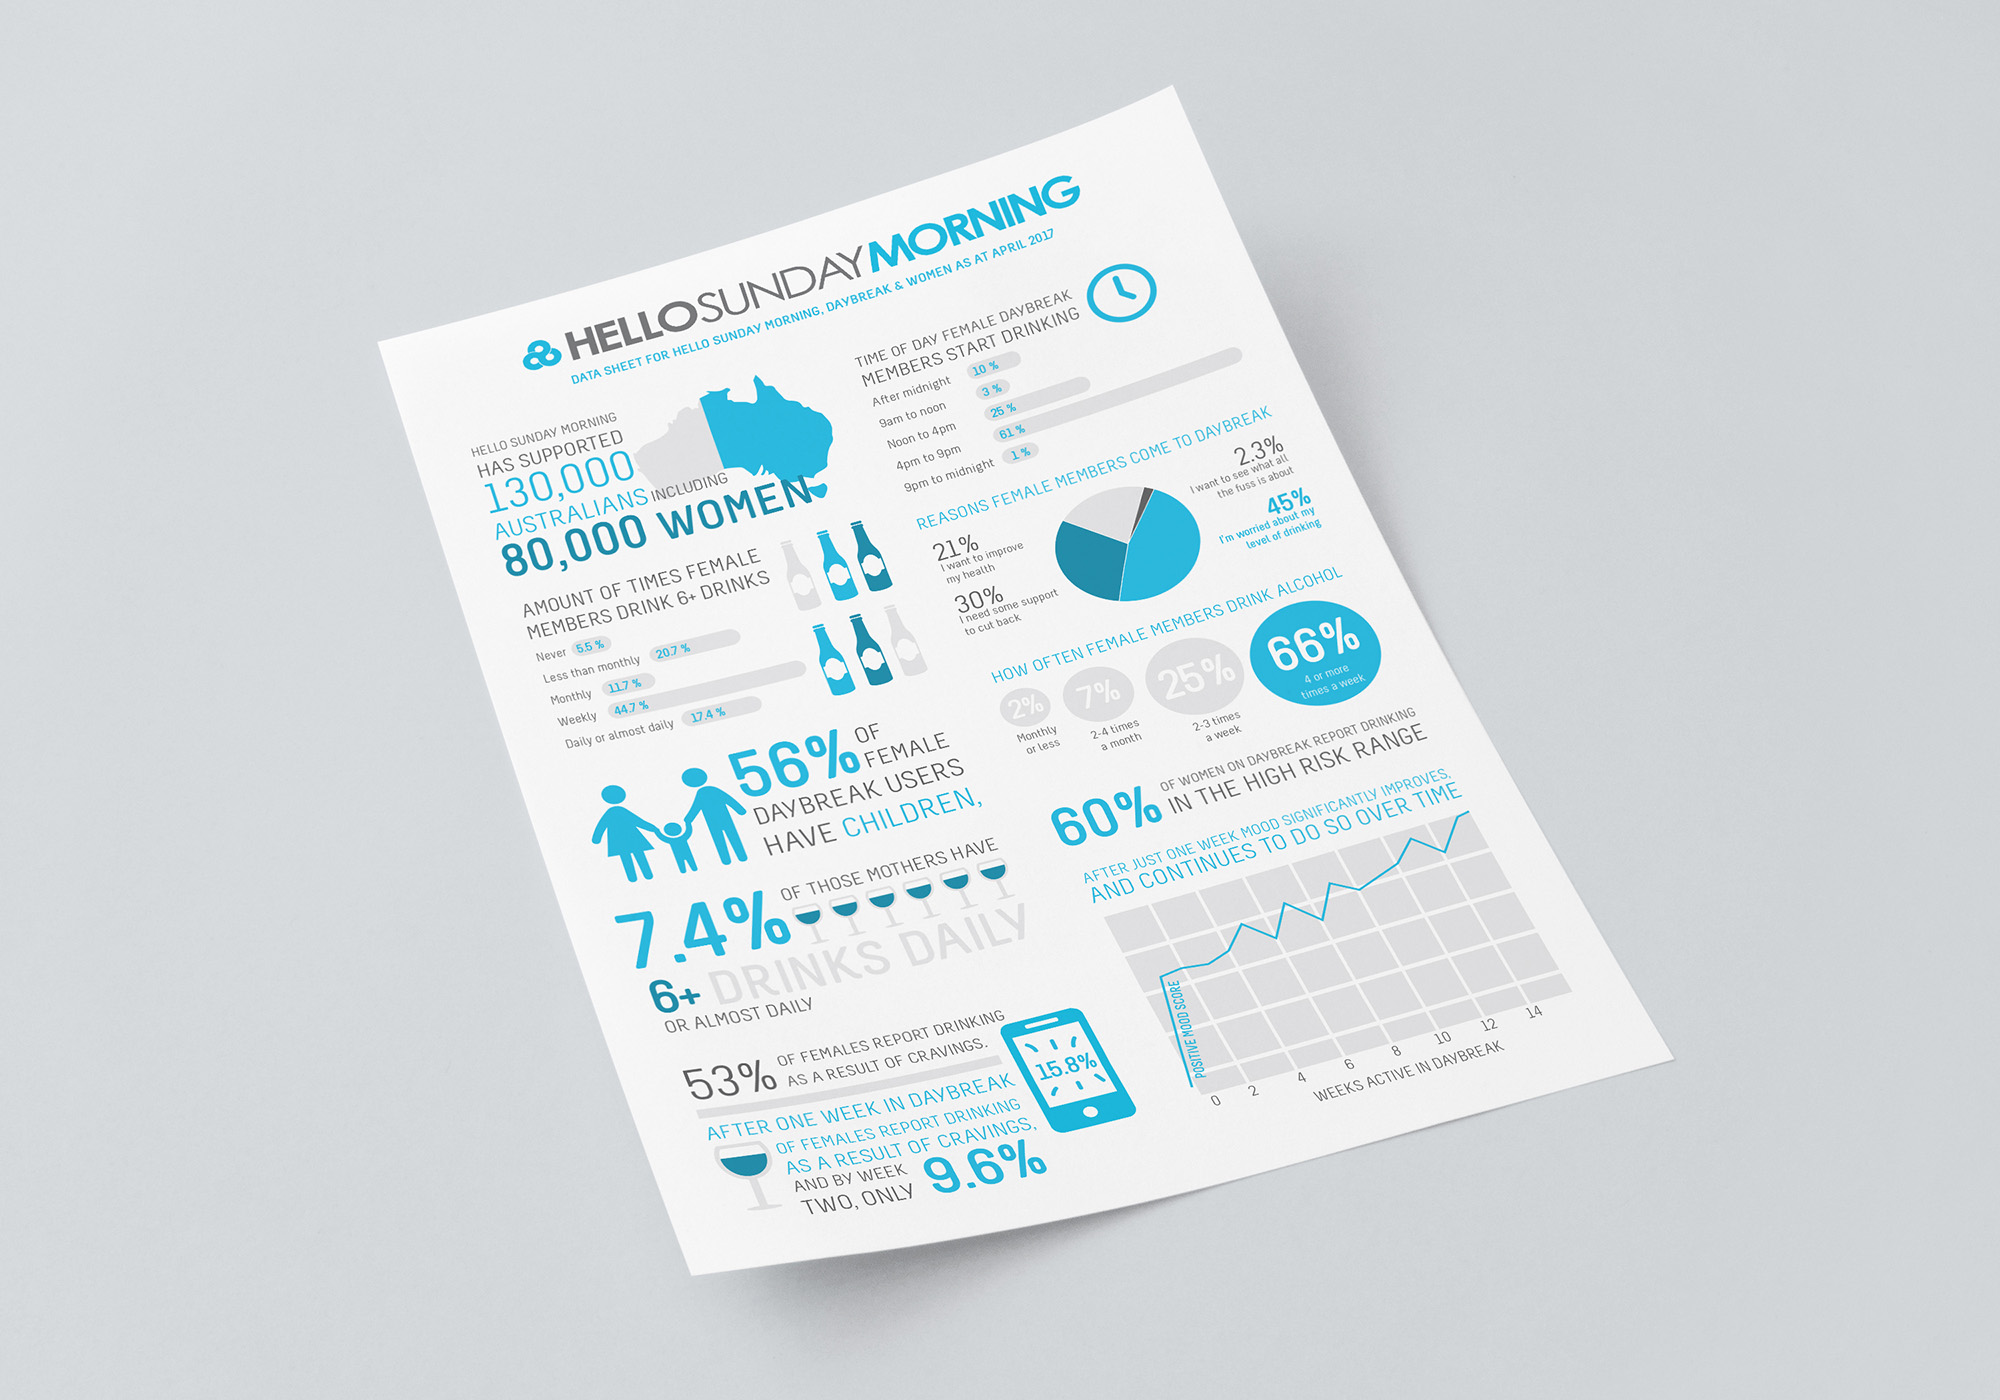 HELLOSUNDAYMORNING
DATA SHEET FOR HELLO SUNDAY MORNING, DAYBREAK & WOMEN AS AT APRIL 2017
HELLO SUNDAY MORNING
HAS SUPPORTED
130,000
AUSTRALIANS INCLUDING
80,000 WOMEN
AMOUNT OF TIMES FEMALE
MEMBERS DRINK 6+ DRINKS
Never 5.5 %
Less than monthly 20.7 %
Monthly 11.7 %
Weekly 44.7 %
Daily or almost daily 17.4 %
56% OF
FEMALE
DAYBREAK USERS
HAVE CHILDREN,
7.4% OF THOSE MOTHERS HAVE
6+ DRINKS DAILY
OR ALMOST DAILY
53% OF FEMALES REPORT DRINKING
AS A RESULT OF CRAVINGS.
AFTER ONE WEEK IN DAYBREAK
15.8%
OF FEMALES REPORT DRINKING
AS A RESULT OF CRAVINGS,
AND BY WEEK
TWO, ONLY 9.6%
TIME OF DAY FEMALE DAYBREAK
MEMBERS START DRINKING
After midnight 10 %
9am to noon 3 %
Noon to 4pm 25 %
4pm to 9pm 61 %
9pm to midnight 1 %
REASONS FEMALE MEMBERS COME TO DAYBREAK
2.3%
I want to see what all
the fuss is about
45%
I'm worried about my
level of drinking
21%
I want to improve
my health
30%
I need some support
to cut back
HOW OFTEN FEMALE MEMBERS DRINK ALCOHOL
2%
Monthly
or less
7%
2-4 times
a month
25%
2-3 times
a week
66%
4 or more
times a week
60% OF WOMEN ON DAYBREAK REPORT DRINKING
IN THE HIGH RISK RANGE
AFTER JUST ONE WEEK MOOD SIGNIFICANTLY IMPROVES,
AND CONTINUES TO DO SO OVER TIME
POSITIVE MOOD SCORE
0 2 4 6 8 10 12 14
WEEKS ACTIVE IN DAYBREAK